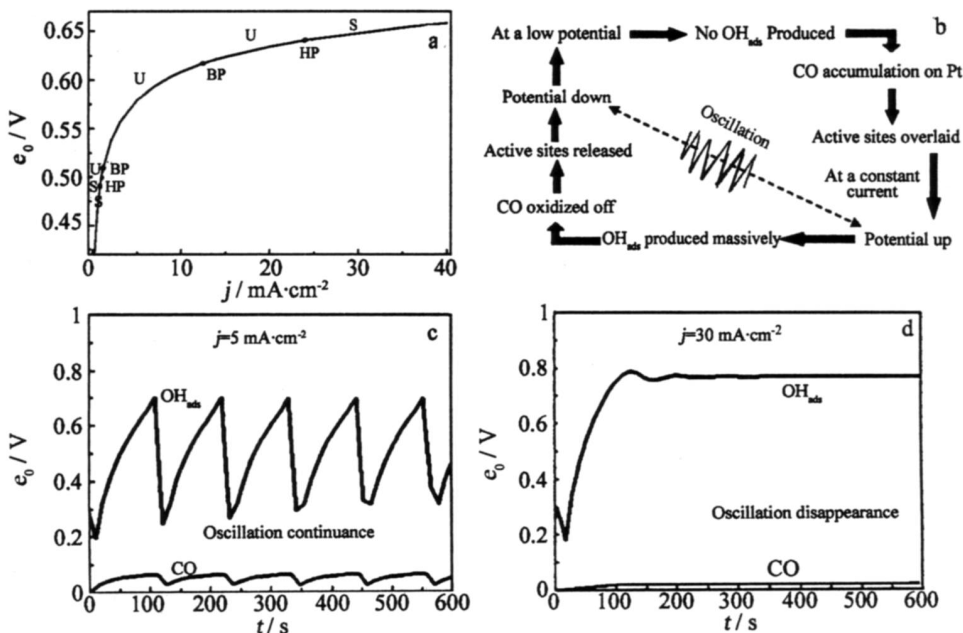 a
0.65
0.60
0.55
0.50
0.45
e₀ / V
S
U
U
HP
BP
U BP
S HP
S
0 10 20 30 40
j / mA·cm⁻²
b
At a low potential
No OHads Produced
CO accumulation on Pt
Potential down
Oscillation
Active sites overlaid
Active sites released
At a constant
current
CO oxidized off
OHads produced massively
Potential up
c
j=5 mA·cm⁻²
1
0.8
0.6
0.4
0.2
0
e₀ / V
OHads
Oscillation continuance
CO
0 100 200 300 400 500 600
t / s
d
j=30 mA·cm⁻²
1
0.8
0.6
0.4
0.2
0
e₀ / V
OHads
Oscillation disappearance
CO
0 100 200 300 400 500 600
t / s